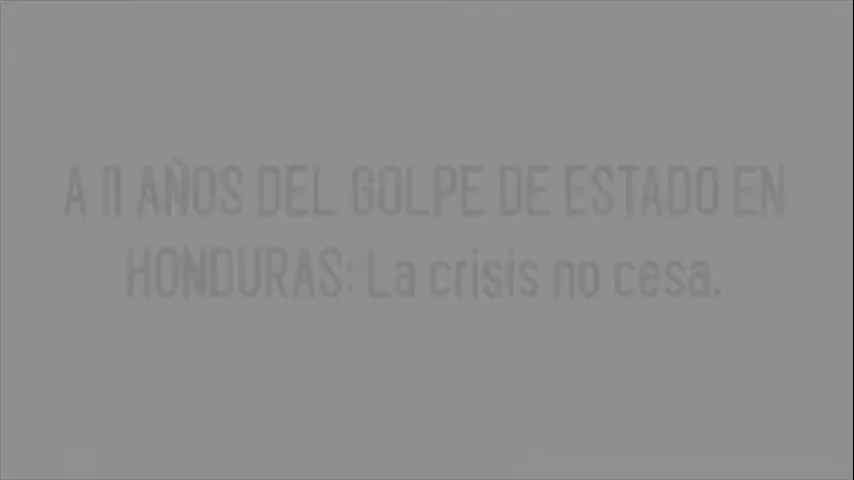 A 11 AÑOS DEL GOLPE DE ESTADO EN
HONDURAS: La crisis no cesa.